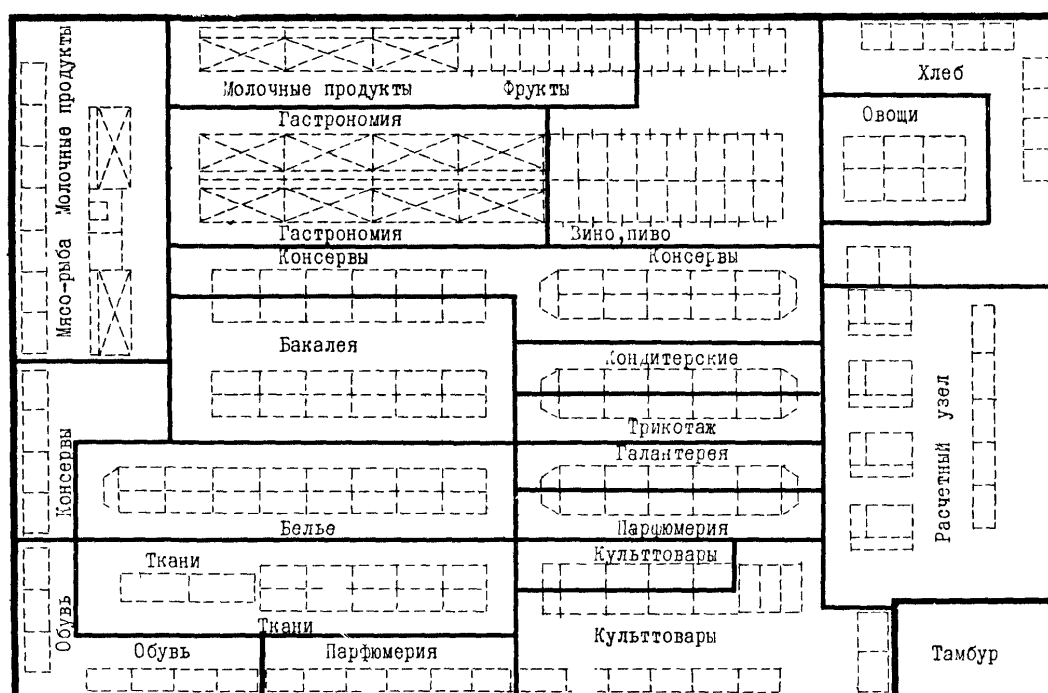 Молочные продукты
Мясо-рыба
Молочные продукты
Фрукты
Хлеб
Гастрономия
Овощи
Гастрономия
Вино,пиво
Консервы
Консервы
Бакалея
Кондитерские
Трикотаж
Консервы
Галантерея
Расчетный узел
Белье
Парфюмерия
Ткани
Культтовары
Обувь
Ткани
Культтовары
Обувь
Парфюмерия
Тамбур